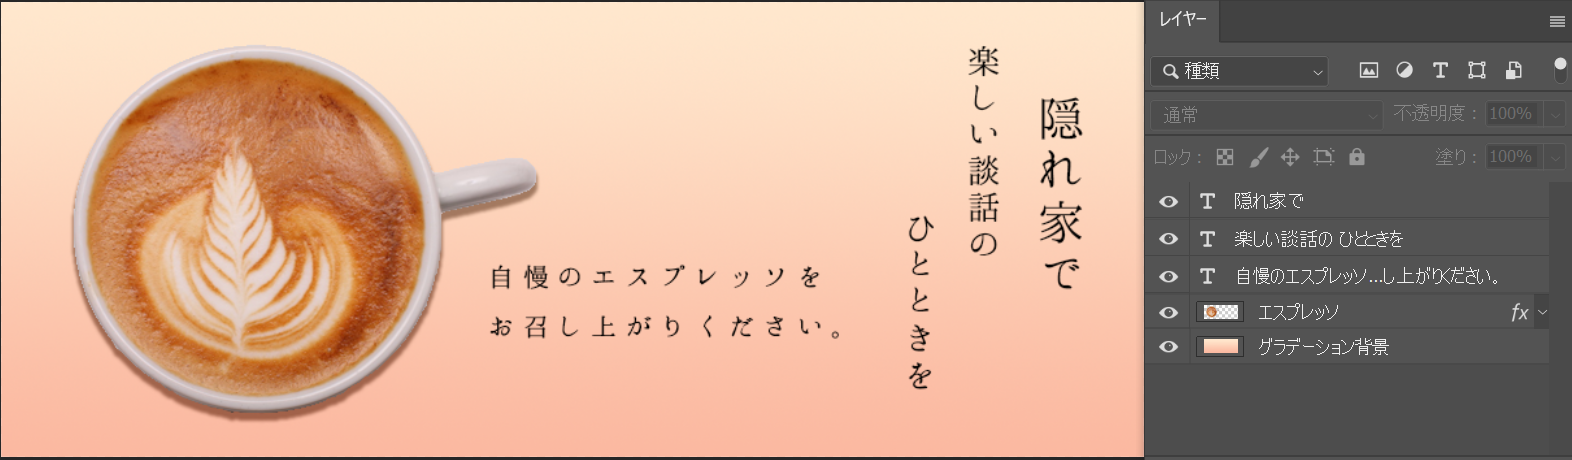 隠れ家で
楽しい談話の
ひとときを
自慢のエスプレッソを
お召し上がりください。
レイヤー
種類
通常
不透明度：100%
ロック：
塗り：100%
T 隠れ家で
T 楽しい談話の ひとときを
T 自慢のエスプレッソ...し上がりください。
エスプレッソ fx
グラデーション背景